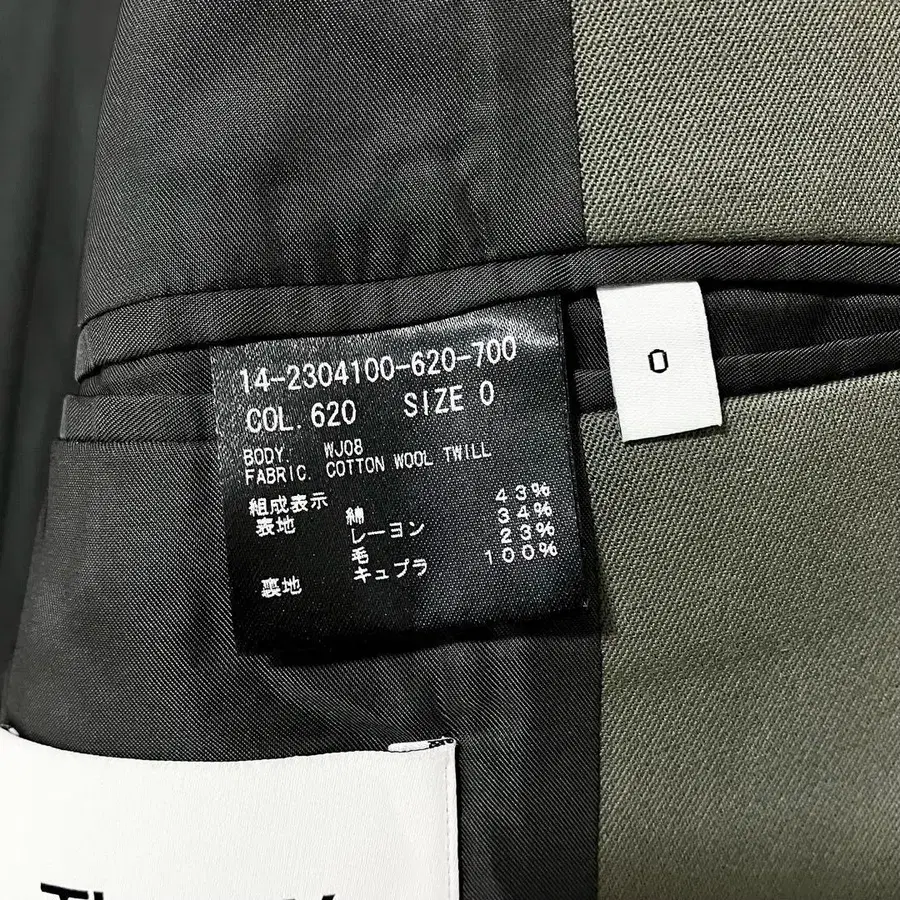 14-2304100-620-700
COL. 620 SIZE 0
BODY. WJ08
FABRIC. COTTON WOOL TWILL
組成表示
表地 綿 43%
レーヨン 34%
毛 23%
裏地 キュプラ 100%
0